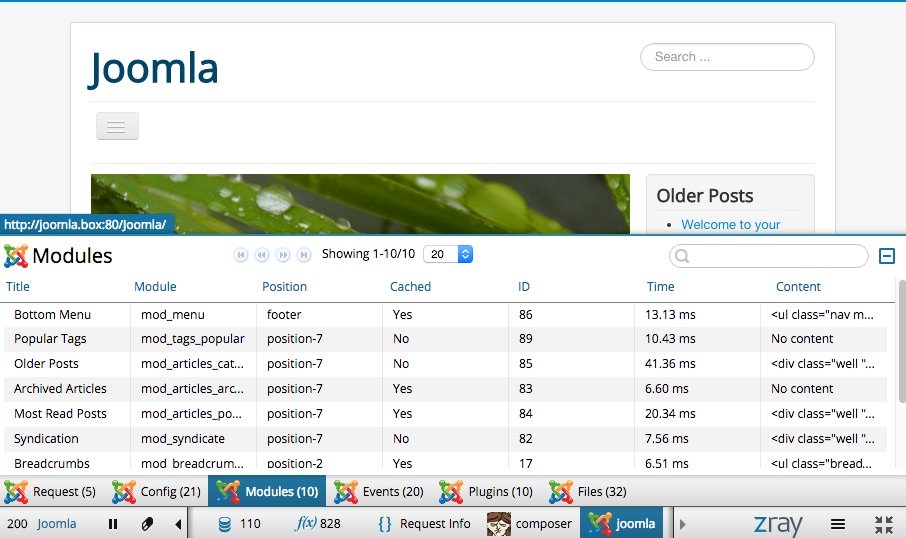 Joomla
Search ...
Older Posts
Welcome to your
http://joomla.box:80/Joomla/
Modules Showing 1-10/10 20
Title Module Position Cached ID Time Content
Bottom Menu mod_menu footer Yes 86 13.13 ms <ul class="nav m...
Popular Tags mod_tags_popular position-7 No 89 10.43 ms No content
Older Posts mod_articles_cat... position-7 No 85 41.36 ms <div class="well "...
Archived Articles mod_articles_arc... position-7 Yes 83 6.60 ms No content
Most Read Posts mod_articles_po... position-7 Yes 84 20.34 ms <div class="well "...
Syndication mod_syndicate position-7 No 82 7.56 ms <div class="well "...
Breadcrumbs mod_breadcrum... position-2 Yes 17 6.51 ms <ul class="bread...
Request (5) Config (21) Modules (10) Events (20) Plugins (10) Files (32)
200 Joomla 110 f(x) 828 {} Request Info composer joomla zray